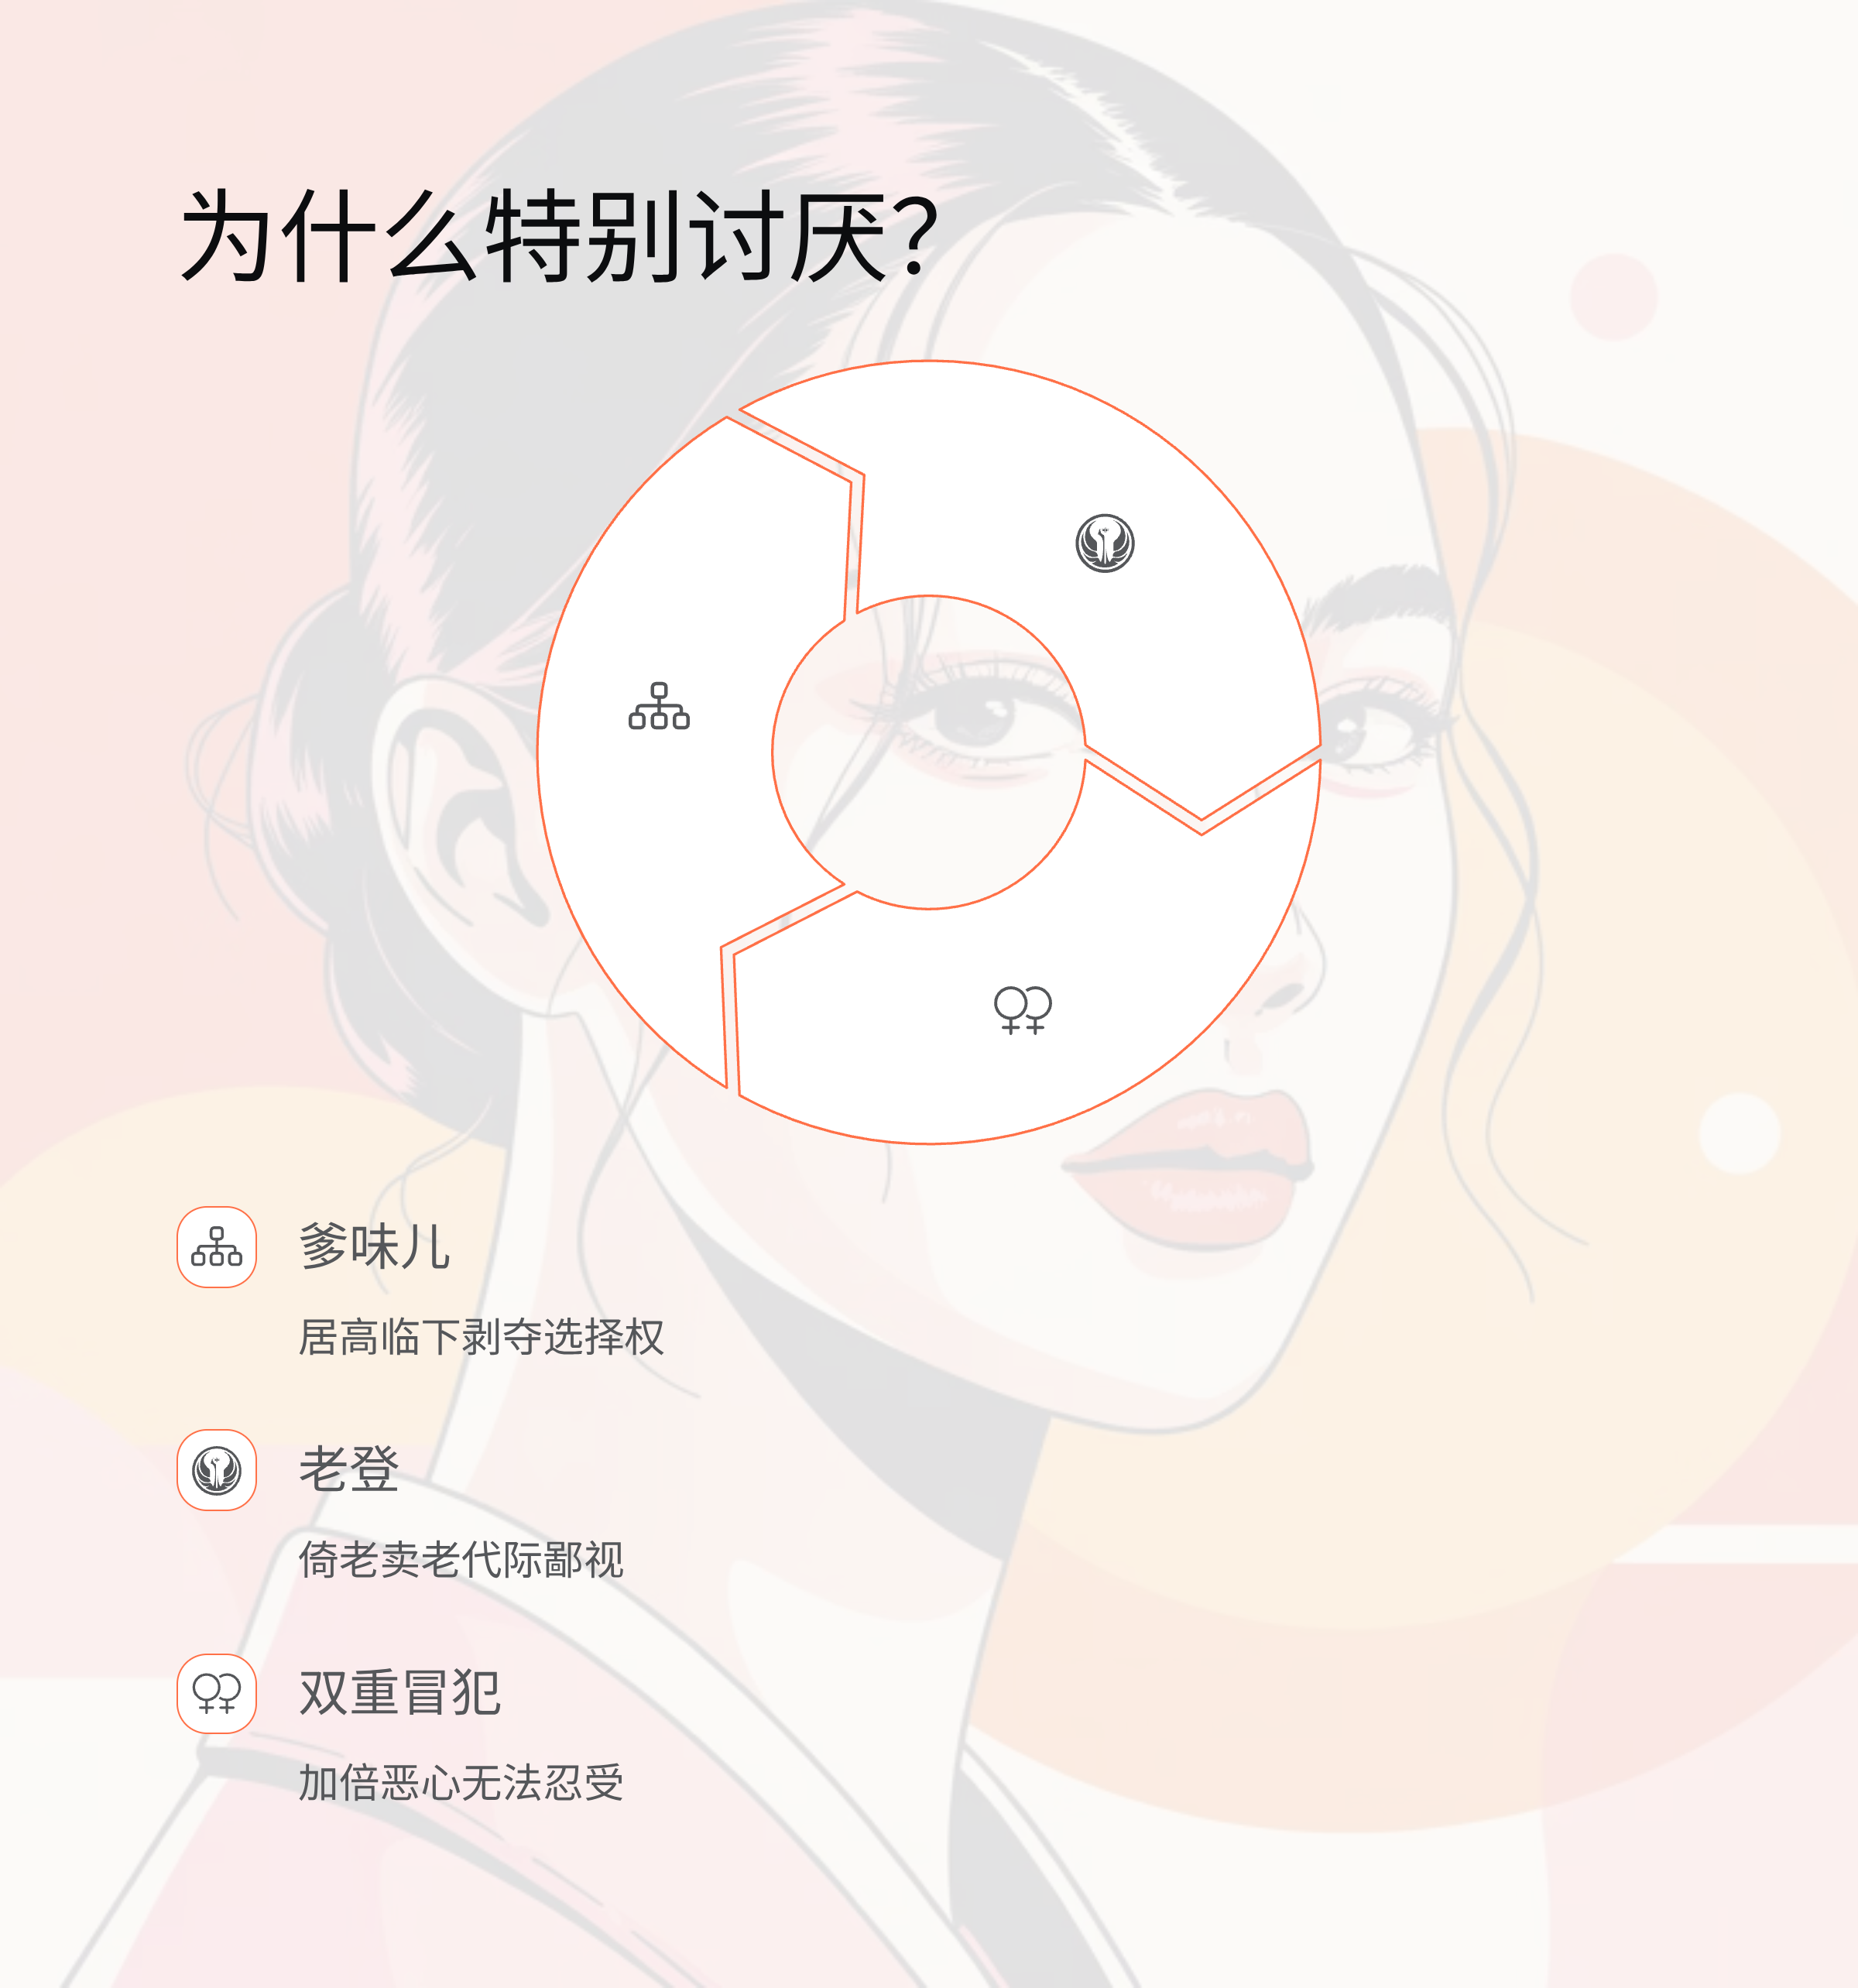 为什么特别讨厌？
爹味儿
居高临下剥夺选择权
老登
倚老卖老代际鄙视
双重冒犯
加倍恶心无法忍受